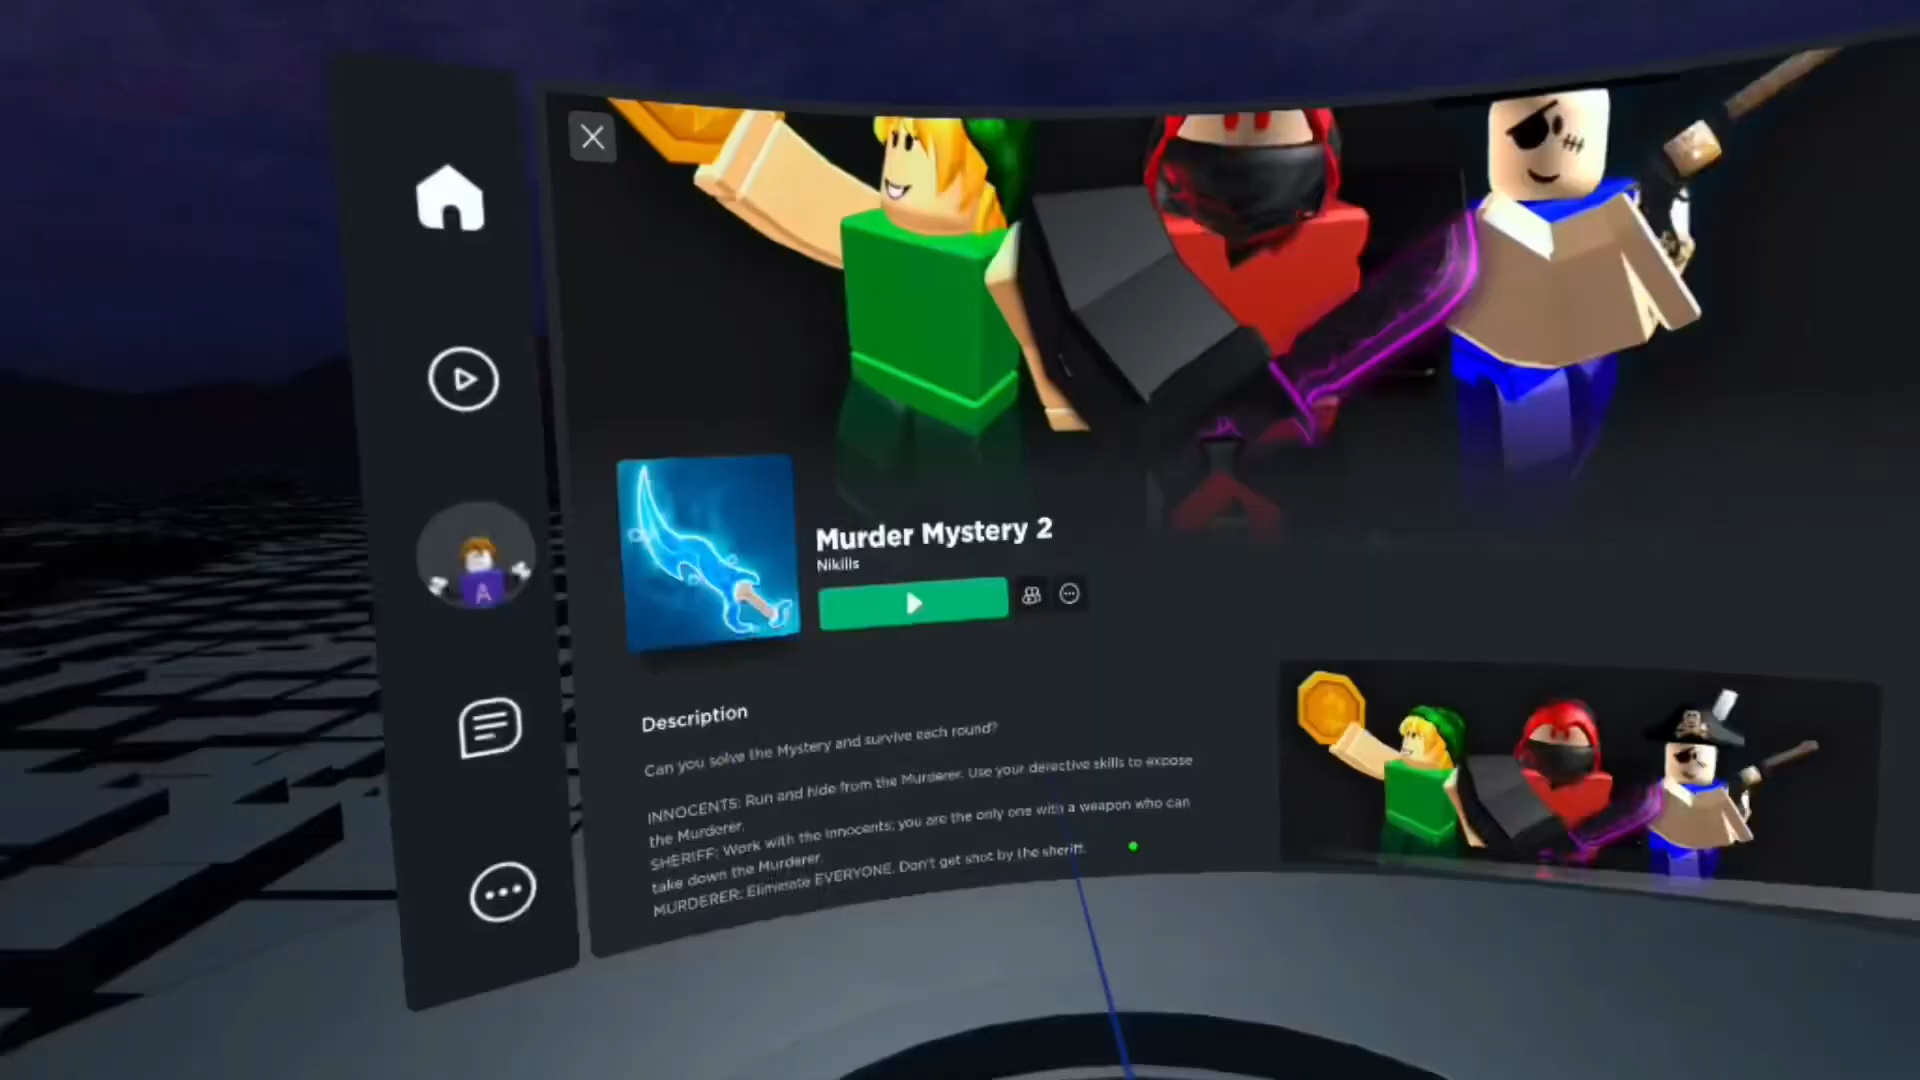 Murder Mystery 2
Nikilis
Description
Can you solve the Mystery and survive each round?
INNOCENTS: Run and hide from the Murderer. Use your detective skills to expose
the Murderer.
SHERIFF: Work with the Innocents; you are the only one with a weapon who can
take down the Murderer.
MURDERER: Eliminate EVERYONE. Don't get shot by the sheriff.
A